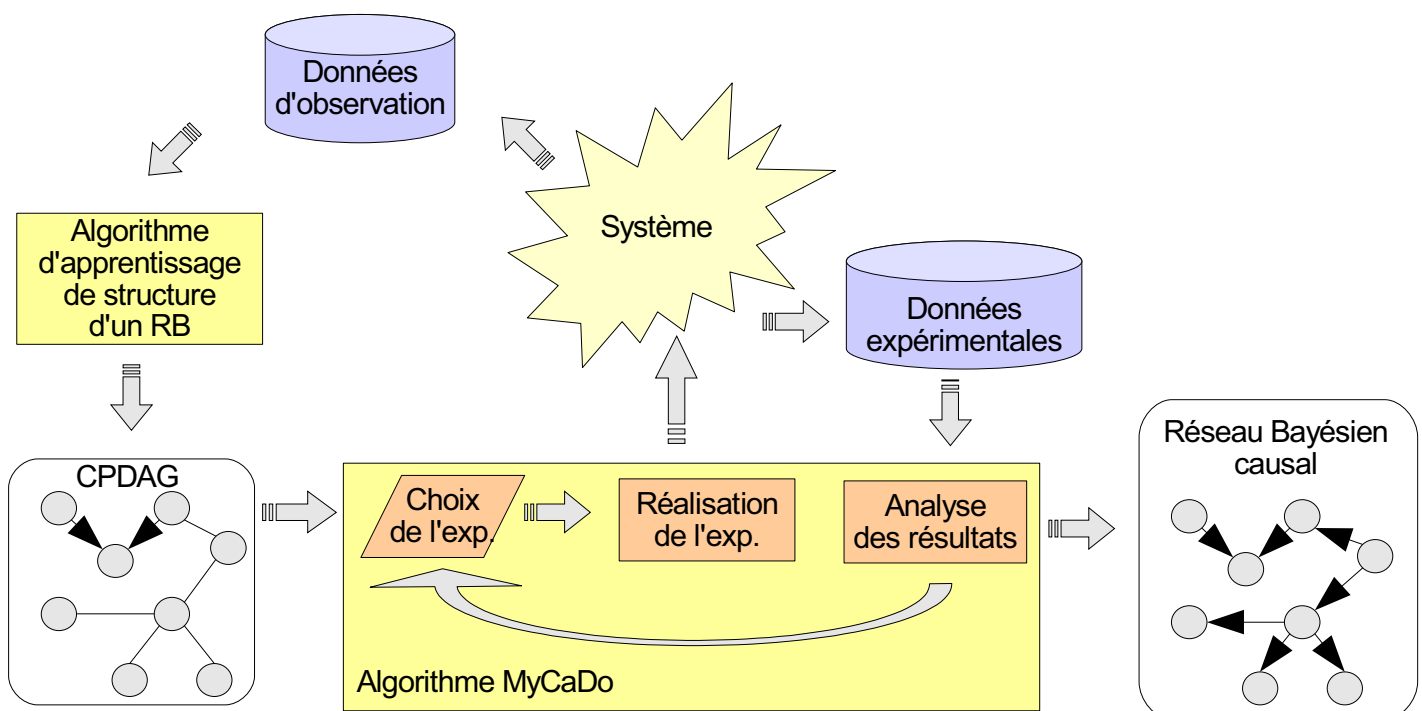 Données
d'observation
Système
Algorithme
d'apprentissage
de structure
d'un RB
Données
expérimentales
CPDAG
Choix
de l'exp.
Réalisation
de l'exp.
Analyse
des résultats
Réseau Bayésien
causal
Algorithme MyCaDo